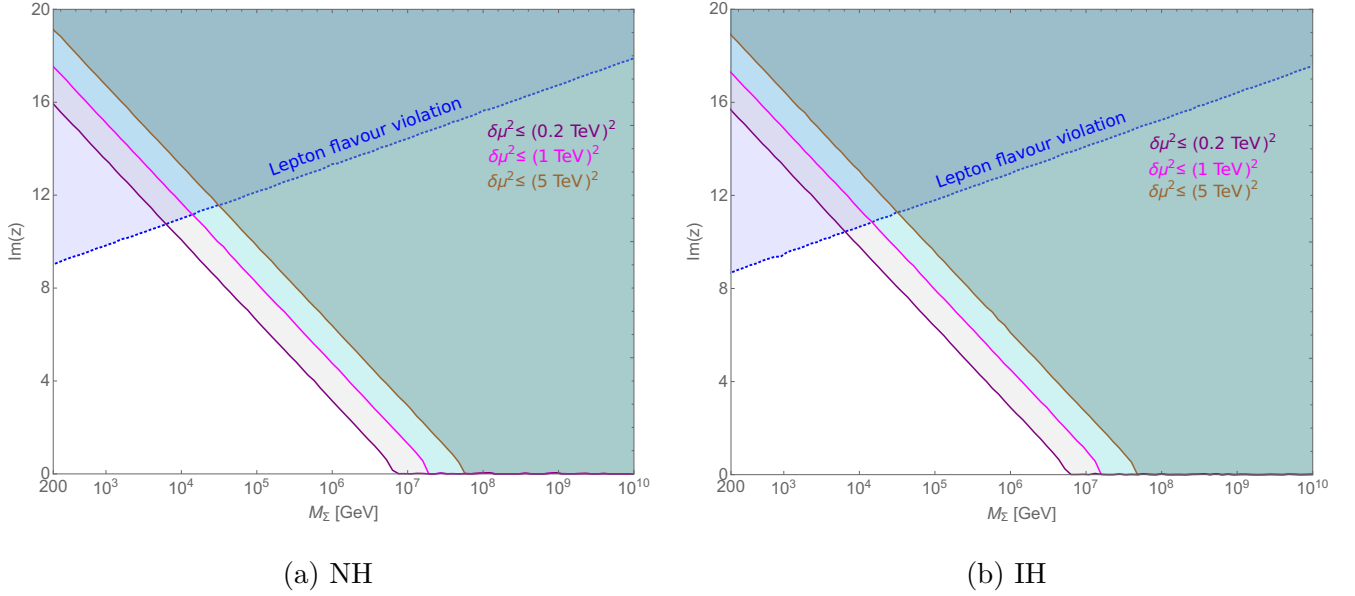 20
16
12
8
4
0
Im(z)
Lepton flavour violation
δμ²≤ (0.2 TeV)²
δμ²≤ (1 TeV)²
δμ²≤ (5 TeV)²
200 10³ 10⁴ 10⁵ 10⁶ 10⁷ 10⁸ 10⁹ 10¹⁰
M_Σ [GeV]
(a) NH
20
16
12
8
4
0
Im(z)
Lepton flavour violation
δμ²≤ (0.2 TeV)²
δμ²≤ (1 TeV)²
δμ²≤ (5 TeV)²
200 10³ 10⁴ 10⁵ 10⁶ 10⁷ 10⁸ 10⁹ 10¹⁰
M_Σ [GeV]
(b) IH